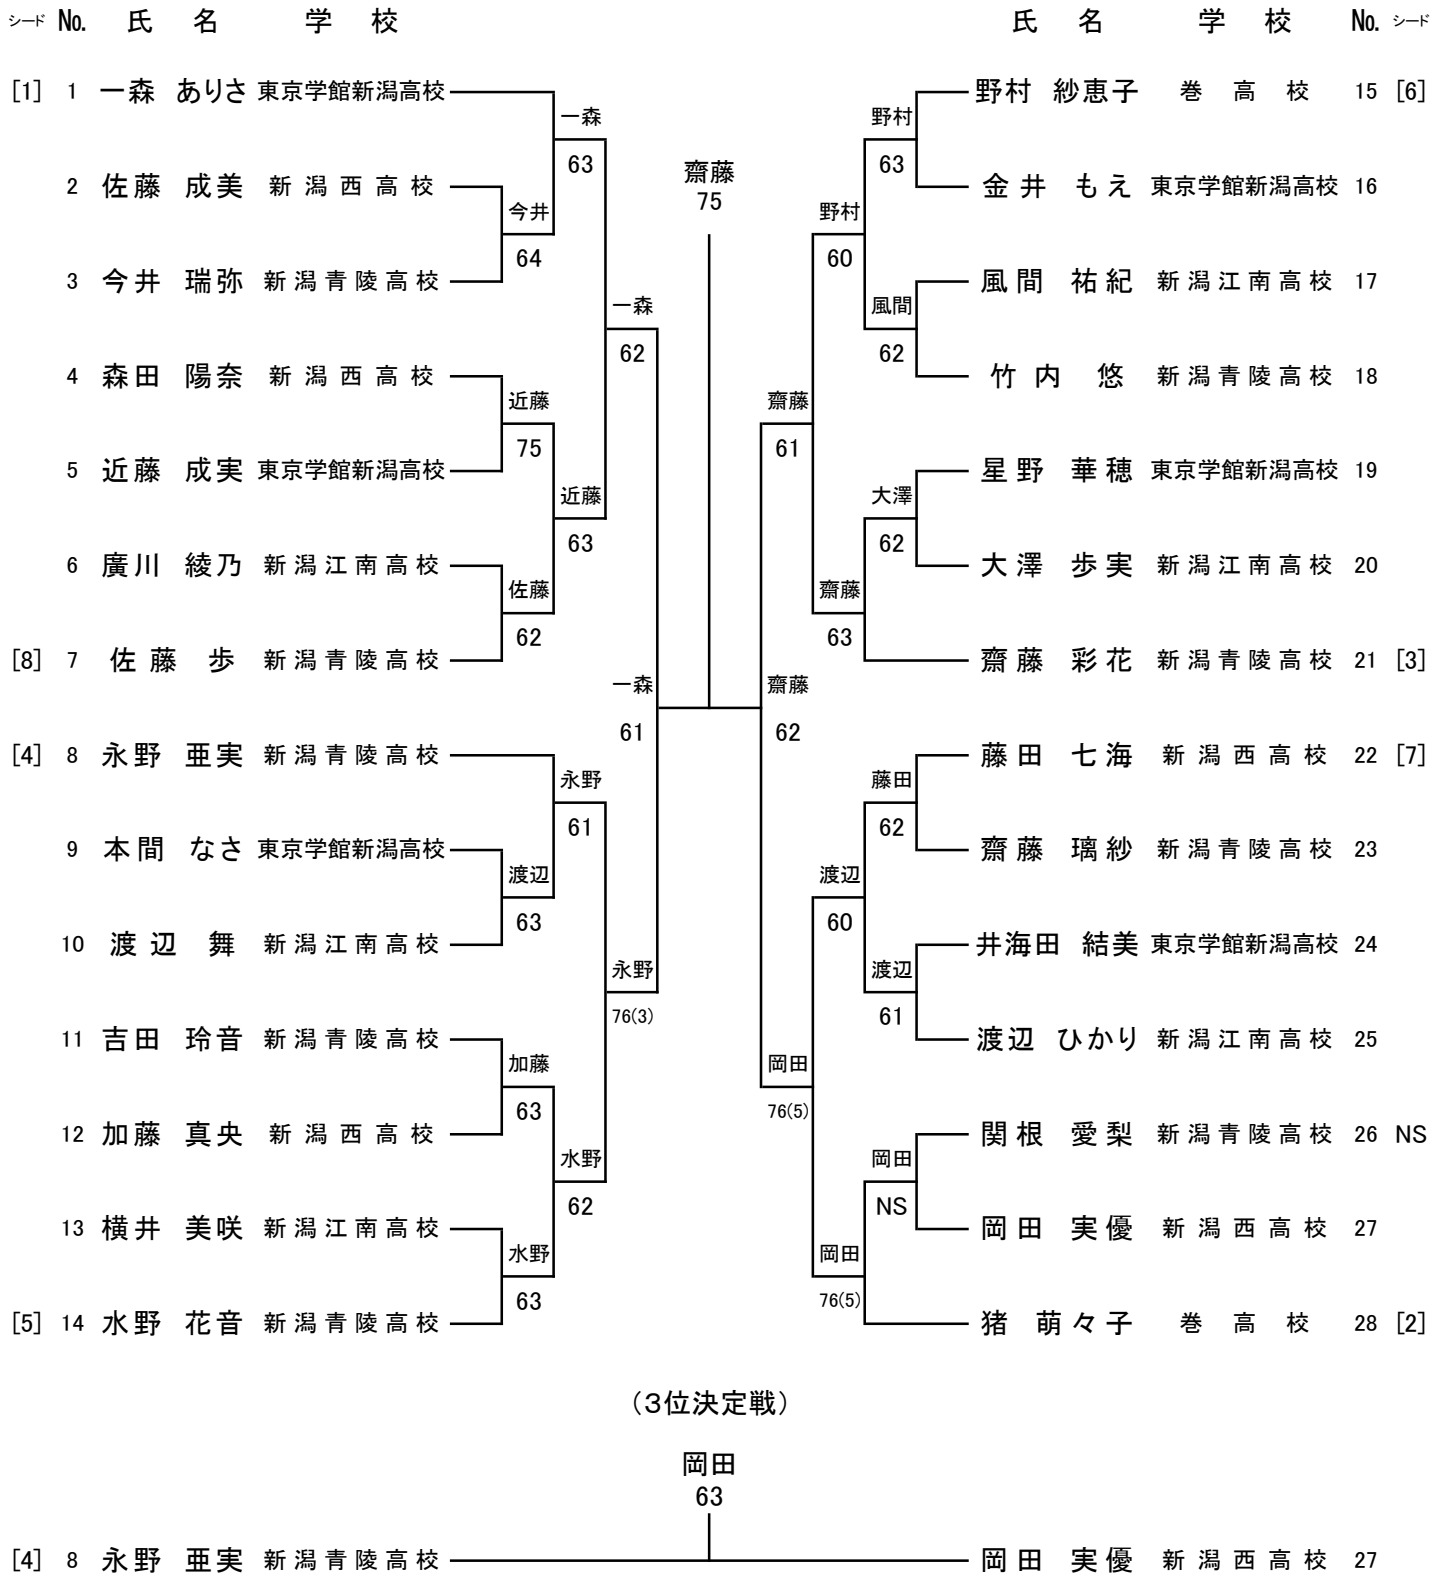 シード No. 氏 名 学 校 氏 名 学 校 No. シード
[1] 1 一森 ありさ 東京学館新潟高校 野村 紗恵子 巻高校 15 [6]
一森 野村
63 63
齋藤
2 佐藤 成美 新潟西高校 金井 もえ 東京学館新潟高校 16
75
今井 野村
64 60
3 今井 瑞弥 新潟青陵高校 風間 祐紀 新潟江南高校 17
一森 風間
62 62
4 森田 陽奈 新潟西高校 竹内 悠 新潟青陵高校 18
近藤 齋藤
75 61
5 近藤 成実 東京学館新潟高校 星野 華穂 東京学館新潟高校 19
近藤 大澤
63 62
6 廣川 綾乃 新潟江南高校 大澤 歩実 新潟江南高校 20
佐藤 齋藤
62 63
[8] 7 佐藤 歩 新潟青陵高校 齋藤 彩花 新潟青陵高校 21 [3]
一森 齋藤
61 62
[4] 8 永野 亜実 新潟青陵高校 藤田 七海 新潟西高校 22 [7]
永野 藤田
61 62
9 本間 なさ 東京学館新潟高校 齋藤 璃紗 新潟青陵高校 23
渡辺 渡辺
63 60
10 渡辺 舞 新潟江南高校 井海田 結美 東京学館新潟高校 24
永野 渡辺
76(3) 61
11 吉田 玲音 新潟青陵高校 渡辺 ひかり 新潟江南高校 25
加藤 岡田
63 76(5)
12 加藤 真央 新潟西高校 関根 愛梨 新潟青陵高校 26 NS
水野 岡田
62 NS
13 横井 美咲 新潟江南高校 岡田 実優 新潟西高校 27
水野 岡田
63 76(5)
[5] 14 水野 花音 新潟青陵高校 猪 萌々子 巻高校 28 [2]
（3位決定戦）
岡田
63
[4] 8 永野 亜実 新潟青陵高校 岡田 実優 新潟西高校 27